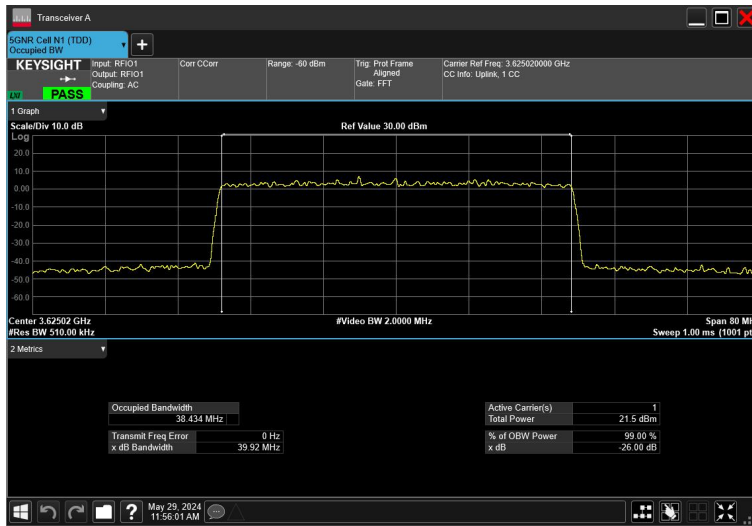 Transceiver A
5GNR Cell N1 (TDD)
Occupied BW
KEYSIGHT
LXI
PASS
Input: RFIO1
Output: RFIO1
Coupling: AC
Corr CCorr
Range: -60 dBm
Trig: Prot Frame
Aligned
Gate: FFT
Carrier Ref Freq: 3.625020000 GHz
CC Info: Uplink, 1 CC
1 Graph
Scale/Div 10.0 dB
Ref Value 30.00 dBm
Log
20.0
10.0
0.00
-10.0
-20.0
-30.0
-40.0
-50.0
-60.0
Center 3.62502 GHz
#Video BW 2.0000 MHz
Span 80 MH
#Res BW 510.00 kHz
Sweep 1.00 ms (1001 pt
2 Metrics
Occupied Bandwidth
38.434 MHz
Transmit Freq Error 0 Hz
x dB Bandwidth 39.92 MHz
Active Carrier(s) 1
Total Power 21.5 dBm
% of OBW Power 99.00 %
x dB -26.00 dB
May 29, 2024
11:56:01 AM